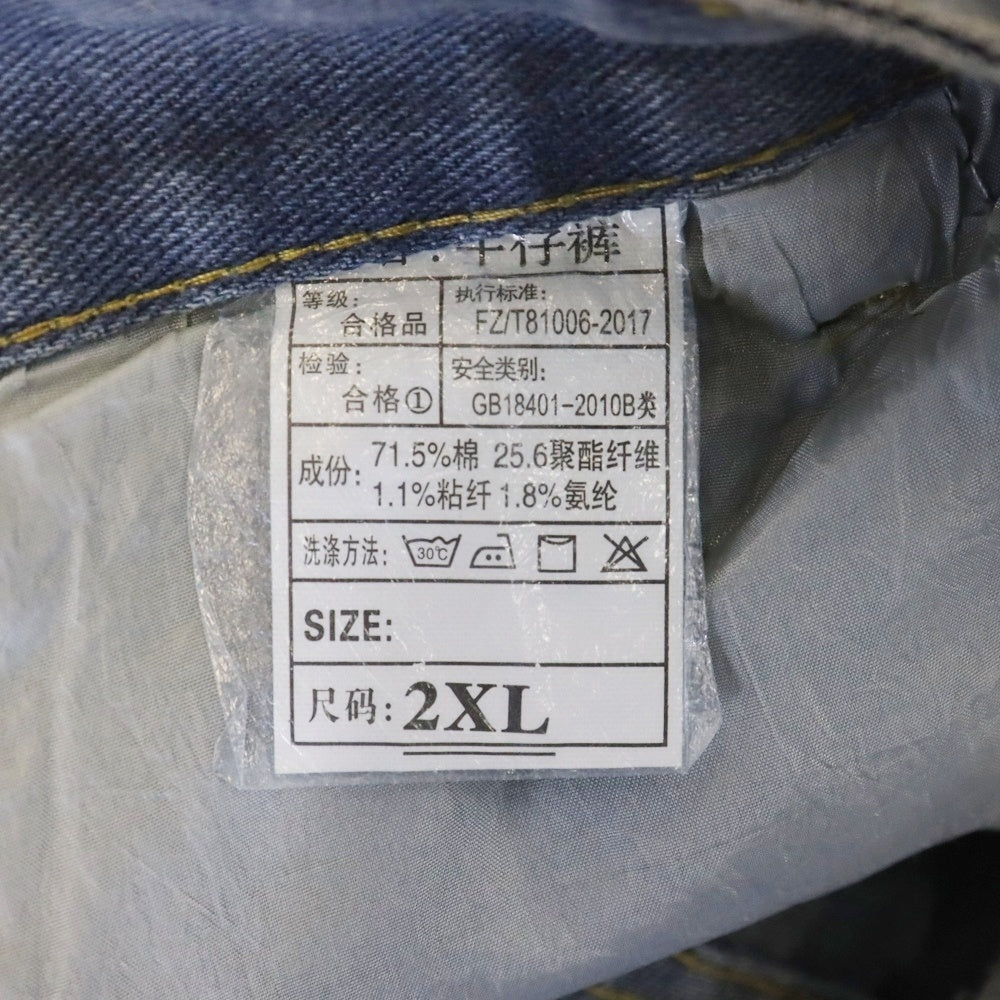 牛仔裤
等级: 执行标准:
合格品 FZ/T81006-2017
检验: 安全类别:
合格① GB18401-2010B类
成份: 71.5%棉 25.6聚酯纤维
1.1%粘纤 1.8%氨纶
洗涤方法: 30℃
SIZE:
尺码: 2XL